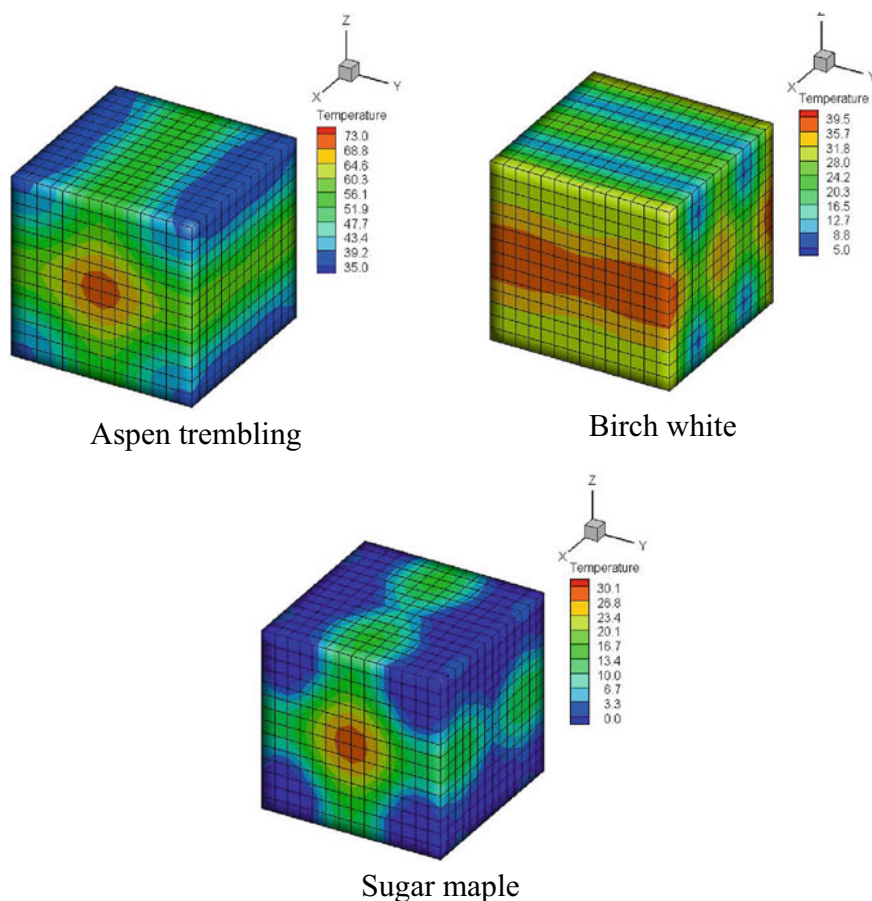 Z
X
Y
Temperature
73.0
68.8
64.6
60.3
56.1
51.9
47.7
43.4
39.2
35.0
Aspen trembling
Z
X
Y
Temperature
39.5
35.7
31.8
28.0
24.2
20.3
16.5
12.7
8.8
5.0
Birch white
Z
X
Y
Temperature
30.1
26.8
23.4
20.1
16.7
13.4
10.0
6.7
3.3
0.0
Sugar maple